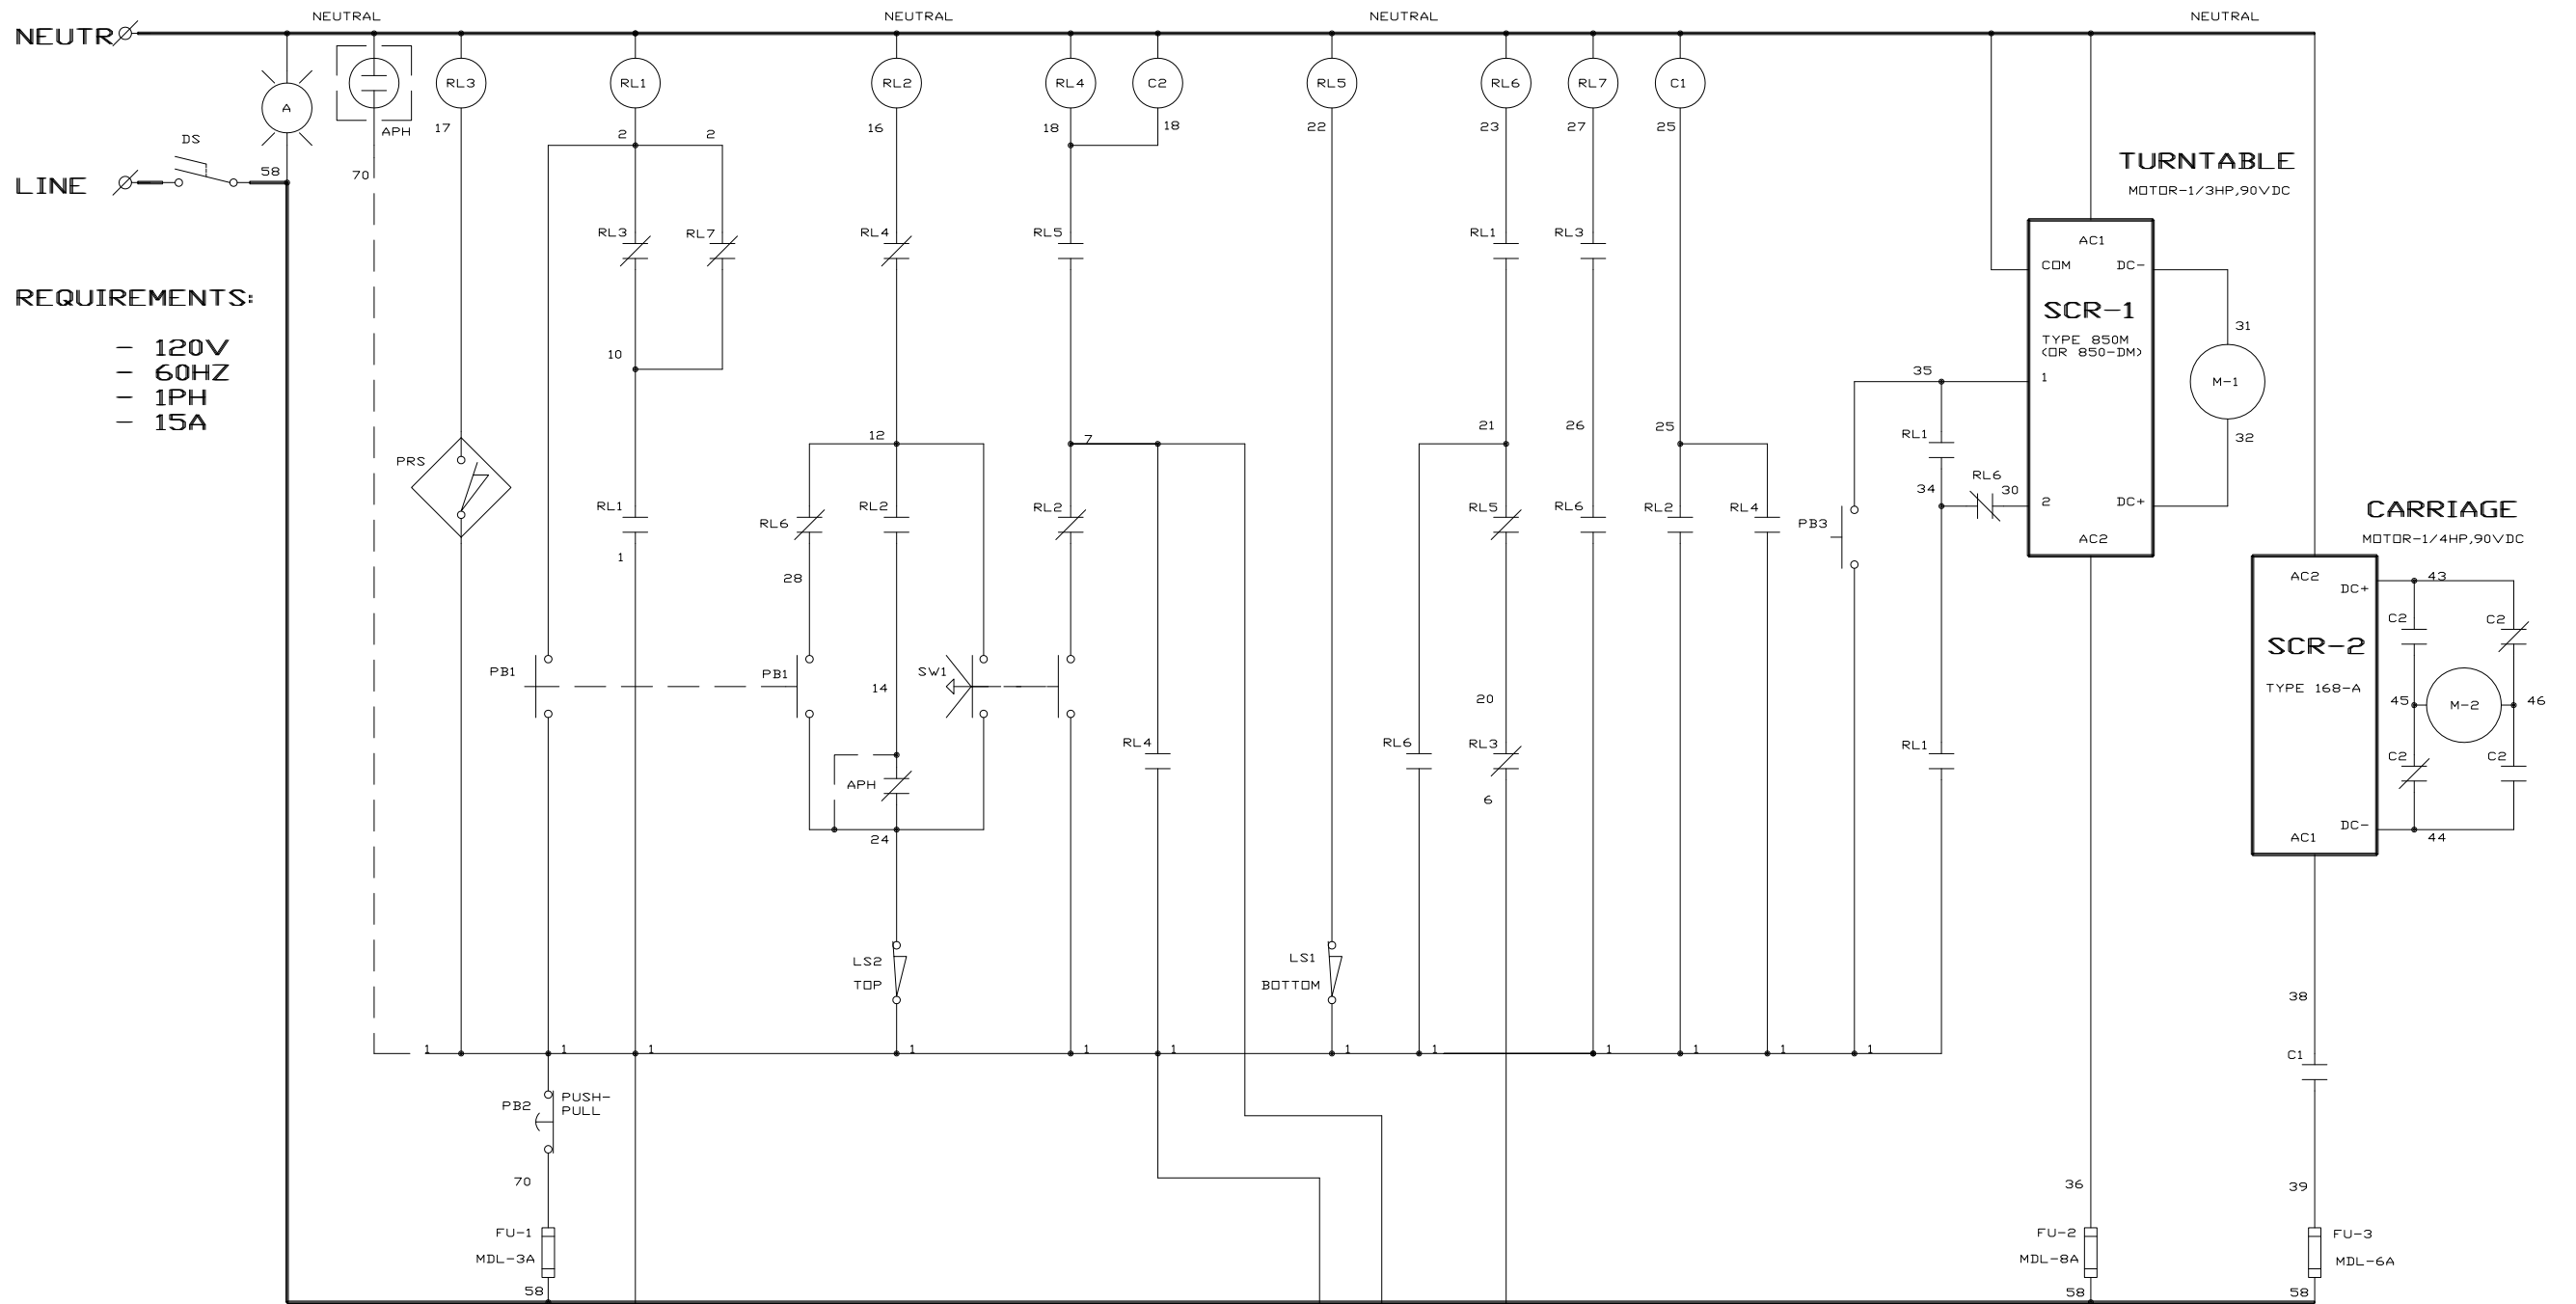 NEUTRAL NEUTRAL NEUTRAL NEUTRAL
NEUTR
A
RL3 RL1 RL2 RL4 C2 RL5 RL6 RL7 C1
APH
17 2 2 16 18 18 22 23 27 25
DS
58
70
LINE
TURNTABLE
MOTOR-1/3HP,90VDC
RL3 RL7 RL4 RL5 RL1 RL3
AC1
COM DC-
REQUIREMENTS:
SCR-1
31
- 120V
TYPE 850M
(OR 850-DM)
10
- 60HZ
35 1 M-1
- 1PH
- 15A
12 7 21 26 25 RL1 32
PRS
RL6 30
34 2 DC+
RL1 RL6 RL2 RL2 RL5 RL6 RL2 RL4 PB3
CARRIAGE
MOTOR-1/4HP,90VDC
AC2
1
28
AC2 43
DC+
C2 C2
SCR-2
PB1 PB1 SW1
14
TYPE 168-A
20 45 M-2 46
RL4 RL6 RL3 RL1
C2 C2
APH
6
24
DC- 44
AC1
LS2 LS1
TOP BOTTOM
38
1 1 1 1 1 1 1 1 1 1 1 1
C1
PB2 PUSH-
PULL
70 36 39
FU-1 FU-2 FU-3
MDL-3A MDL-8A MDL-6A
58 58 58